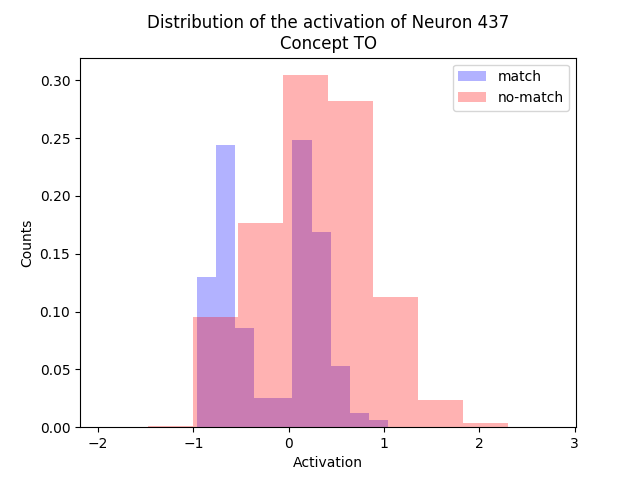 Distribution of the activation of Neuron 437
Concept TO
match
no-match
Counts
0.30
0.25
0.20
0.15
0.10
0.05
0.00
−2
−1
0
1
2
3
Activation